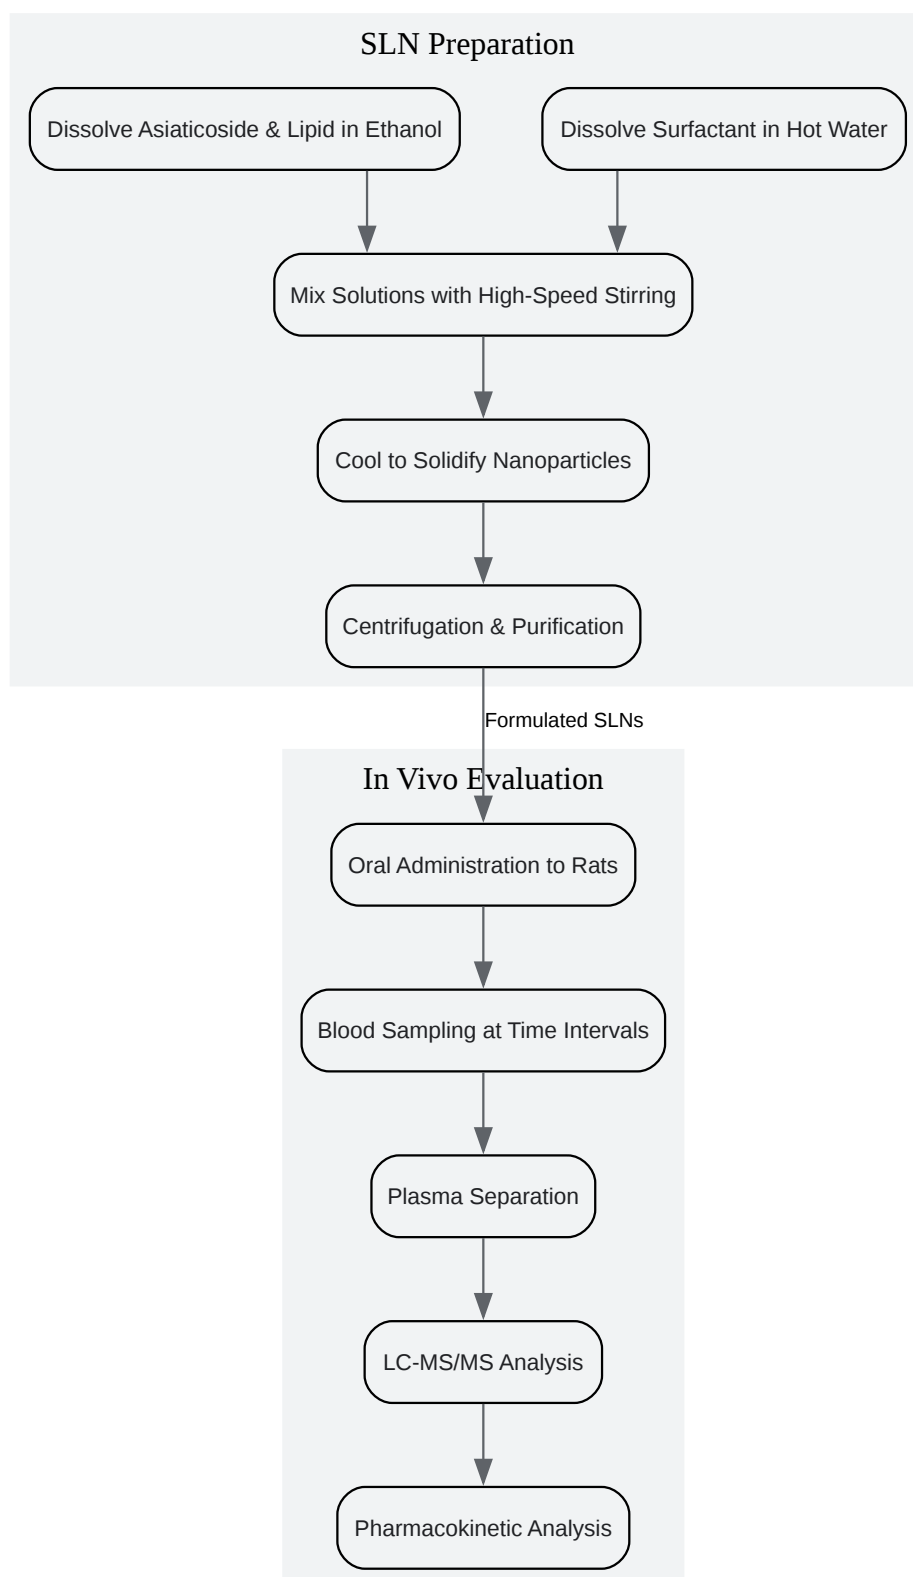 SLN Preparation
Dissolve Asiaticoside & Lipid in Ethanol
Dissolve Surfactant in Hot Water
Mix Solutions with High-Speed Stirring
Cool to Solidify Nanoparticles
Centrifugation & Purification
Formulated SLNs
In Vivo Evaluation
Oral Administration to Rats
Blood Sampling at Time Intervals
Plasma Separation
LC-MS/MS Analysis
Pharmacokinetic Analysis